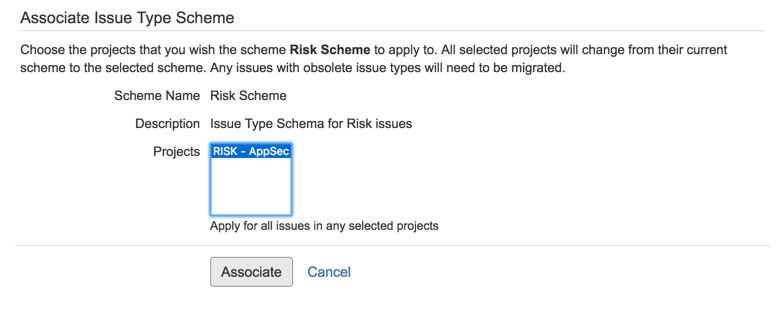 Associate Issue Type Scheme
Choose the projects that you wish the scheme Risk Scheme to apply to. All selected projects will change from their current
scheme to the selected scheme. Any issues with obsolete issue types will need to be migrated.
Scheme Name Risk Scheme
Description Issue Type Schema for Risk issues
Projects RISK - AppSec
Apply for all issues in any selected projects
Associate Cancel